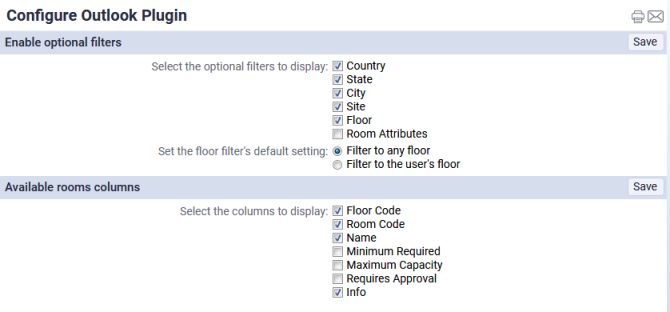 Configure Outlook Plugin
Enable optional filters Save
Select the optional filters to display: Country
State
City
Site
Floor
Room Attributes
Set the floor filter's default setting: Filter to any floor
Filter to the user's floor
Available rooms columns Save
Select the columns to display: Floor Code
Room Code
Name
Minimum Required
Maximum Capacity
Requires Approval
Info